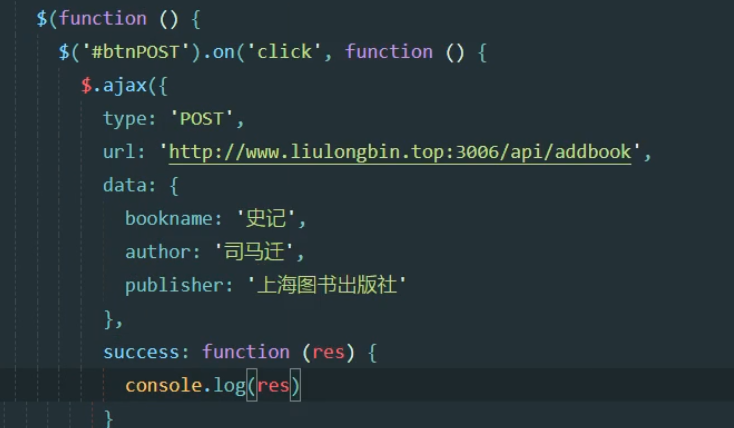 $(function () {
$('#btnPOST').on('click', function () {
$.ajax({
type: 'POST',
url: 'http://www.liulongbin.top:3006/api/addbook',
data: {
bookname: '史记',
author: '司马迁',
publisher: '上海图书出版社'
},
success: function (res) {
console.log(res)
}